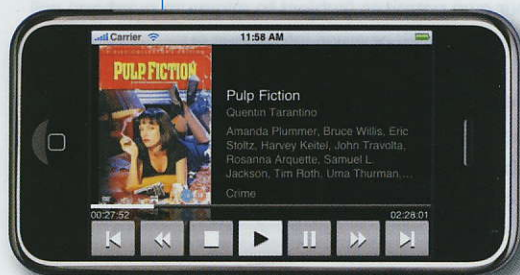 Carrier 11:58 AM
PULP FICTION
Pulp Fiction
Quentin Tarantino
Amanda Plummer, Bruce Willis, Eric
Stoltz, Harvey Keitel, John Travolta,
Rosanna Arquette, Samuel L.
Jackson, Tim Roth, Uma Thurman,...
Crime
00:27:52 02:28:01